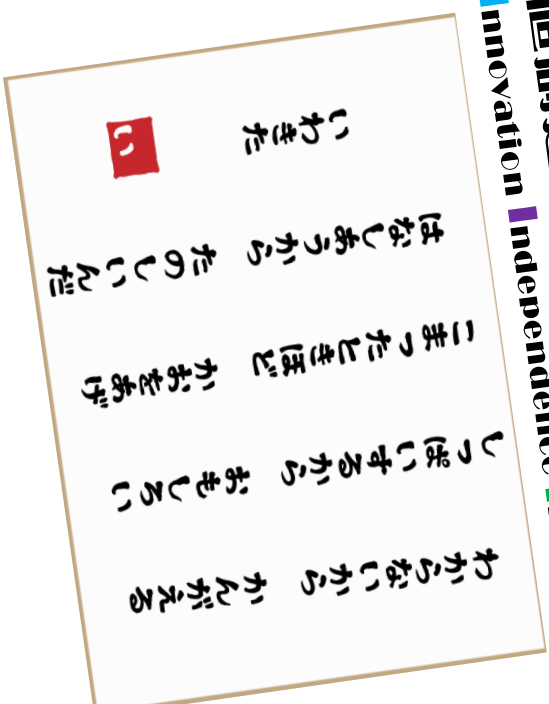 Innovation Independence
わからないから かんがえる
しっぱいするから おもしろい
こまったときほど かおをあげ
はなしあうから たのしいんだ
いわきた
い